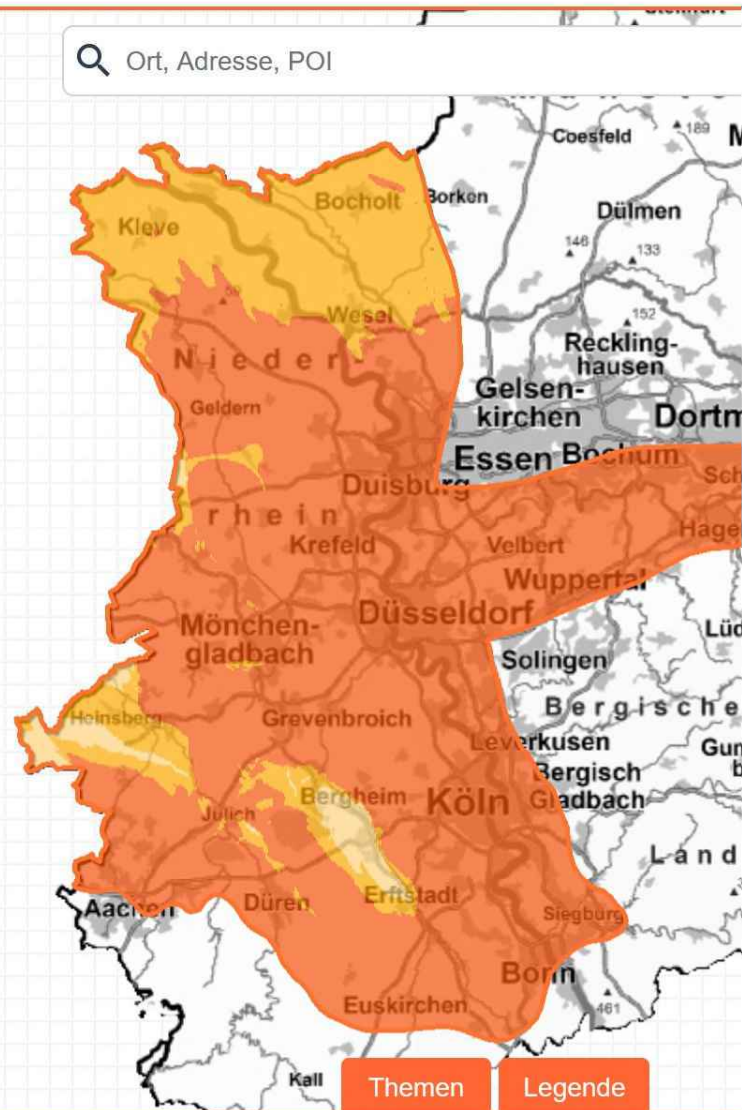 Ort, Adresse, POI
Coesfeld
189
M
Borken
Bocholt
Dülmen
Kleve
146
133
Wesel
152
Reckling-
hausen
Nieder-
Gelsen-
kirchen
Geldern
Dortm
Essen
Bochum
Sch
Duisburg
rhein
Hage
Krefeld
Velbert
Wuppertal
Düsseldorf
Mönchen-
gladbach
Lüd
Solingen
Bergische
Heinsberg
Grevenbroich
Leverkusen
Gum
b
Bergisch
Gladbach
Bergheim
Köln
Jülich
Land
Erftstadt
Düren
Aachen
Siegburg
Bonn
Euskirchen
461
Kall
Themen
Legende